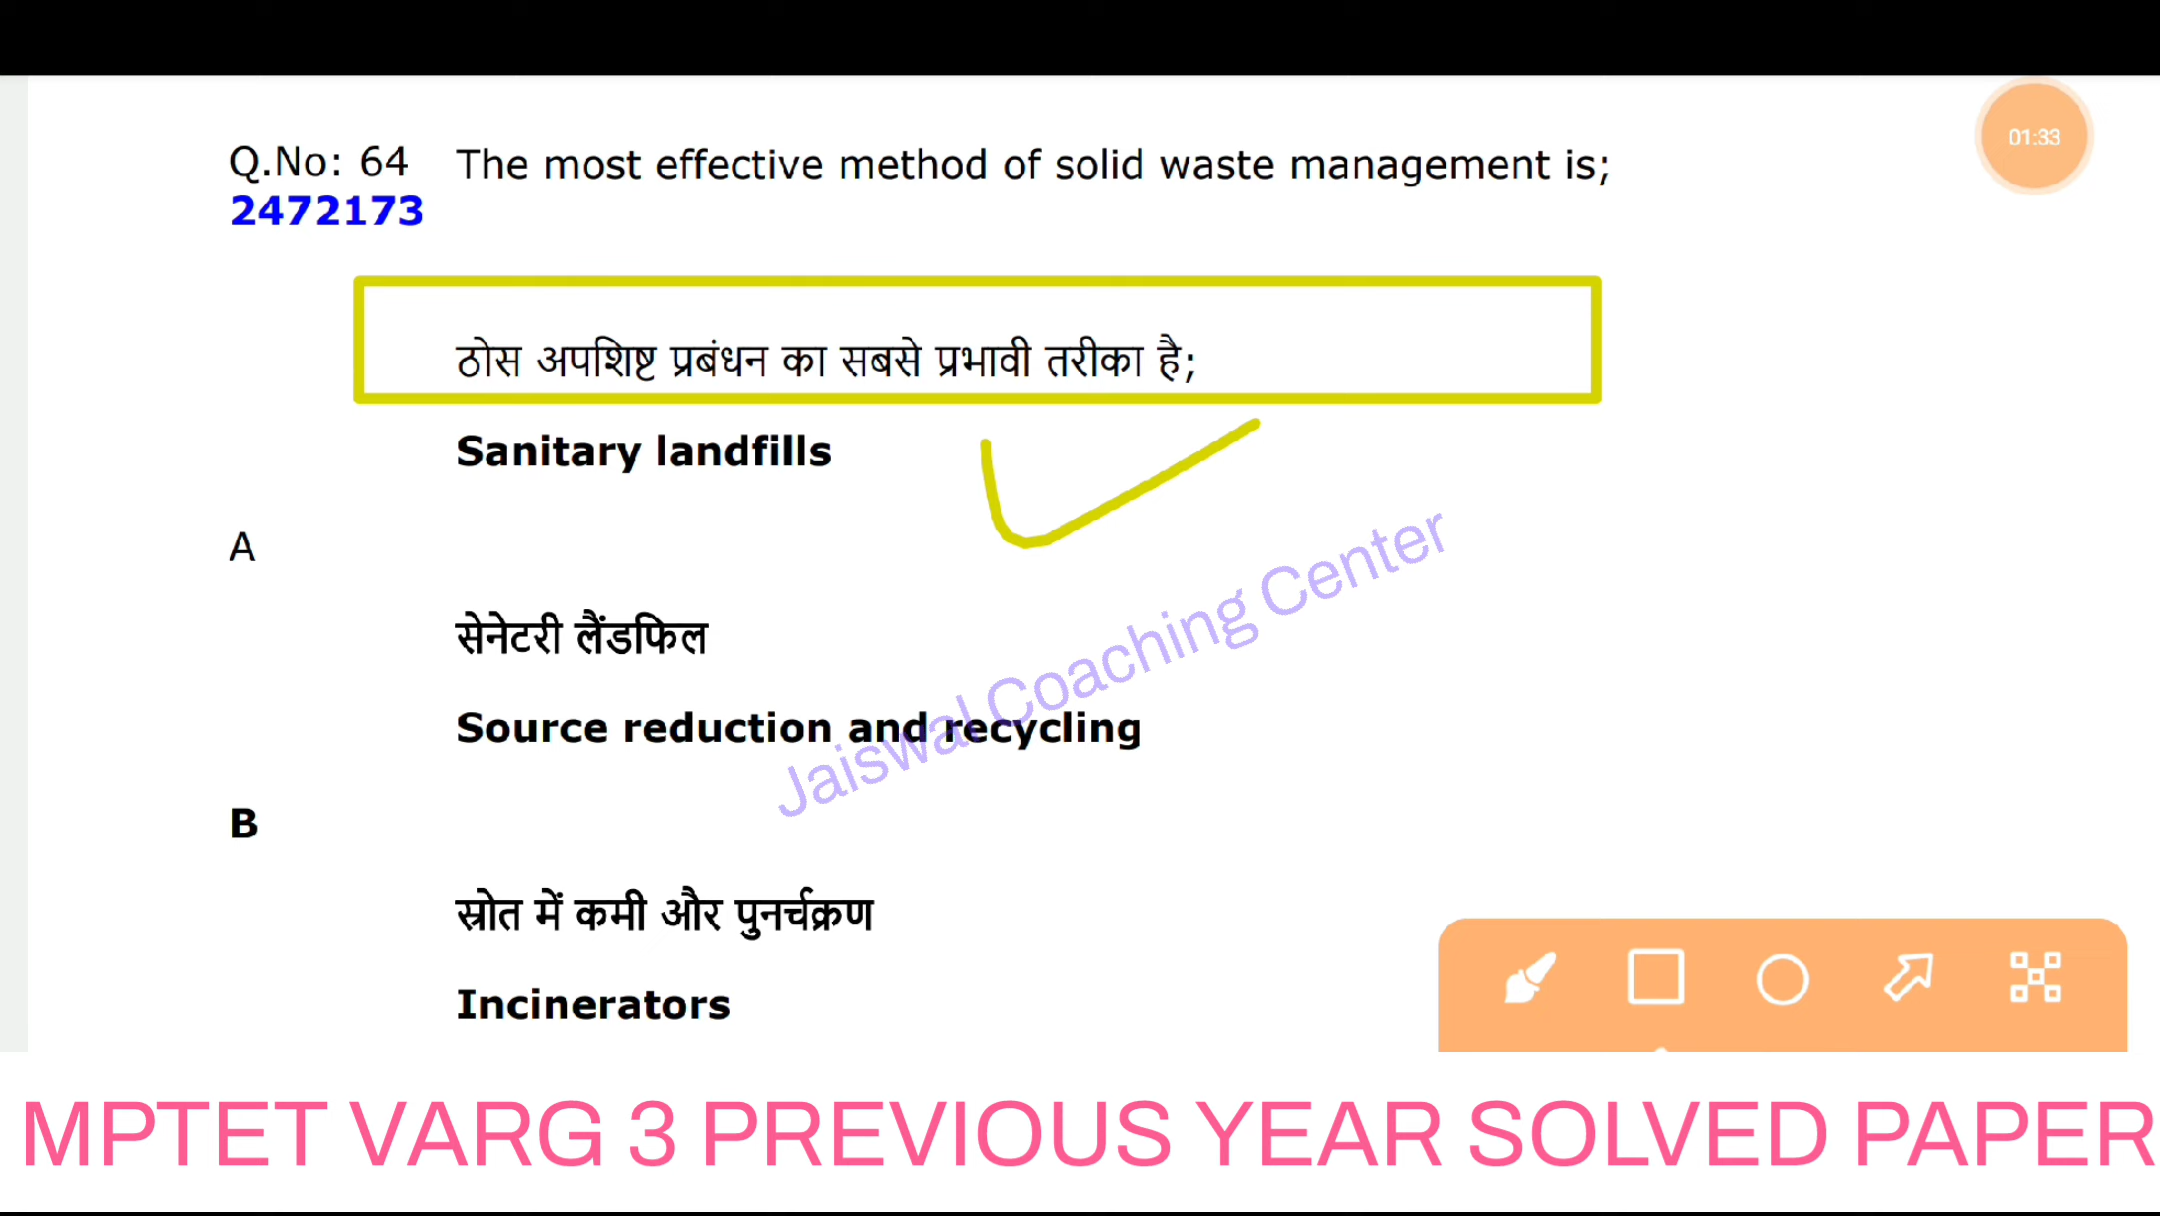 01:33
Q.No: 64 The most effective method of solid waste management is;
2472173
ठोस अपशिष्ट प्रबंधन का सबसे प्रभावी तरीका है;
Sanitary landfills
A
सेनेटरी लैंडफिल
Source reduction and recycling
B
स्रोत में कमी और पुनर्चक्रण
Incinerators
Jaiswal Coaching Center
MPTET VARG 3 PREVIOUS YEAR SOLVED PAPER